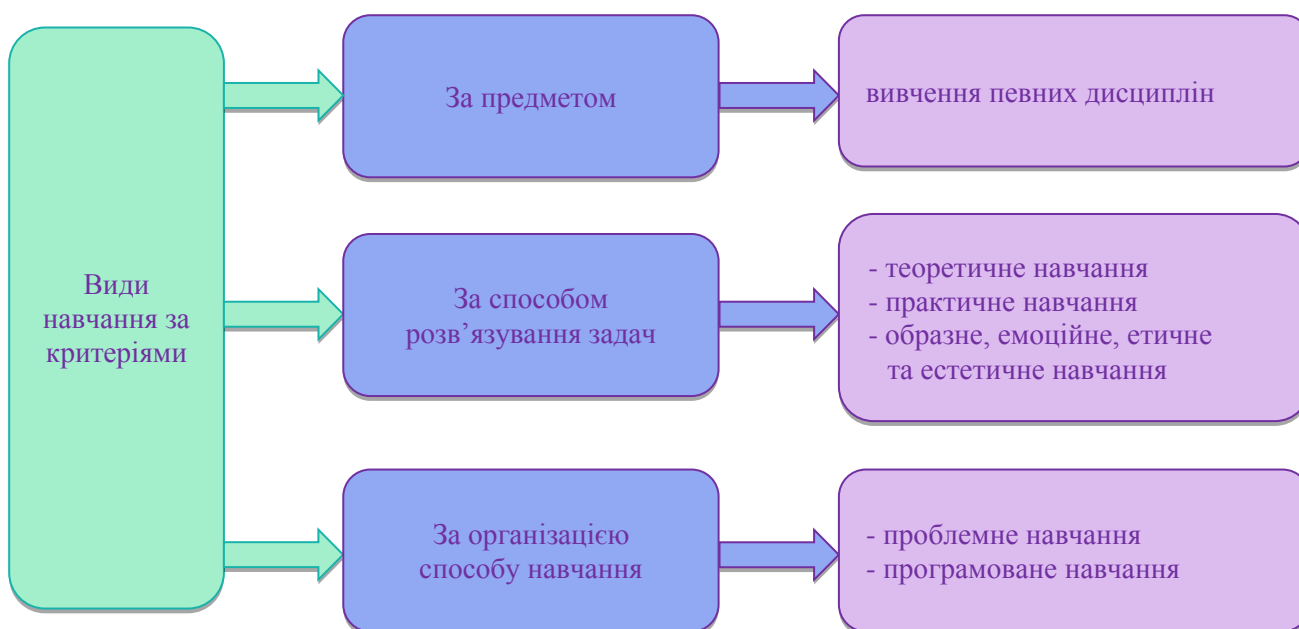 Види
навчання за
критеріями
За предметом
вивчення певних дисциплін
За способом
розв’язування задач
- теоретичне навчання
- практичне навчання
- образне, емоційне, етичне
та естетичне навчання
За організацією
способу навчання
- проблемне навчання
- програмоване навчання